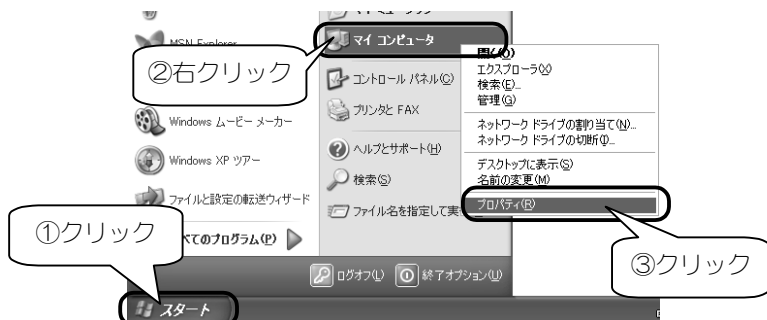 マイ ミュージック
MSN Explorer
マイ コンピュータ
②右クリック
開く(O)
エクスプローラ(X)
検索(E)...
管理(G)
ネットワーク ドライブの割り当て(N)...
ネットワーク ドライブの切断(I)...
デスクトップに表示(S)
名前の変更(M)
プロパティ(R)
コントロール パネル(C)
プリンタと FAX
Windows ムービー メーカー
ヘルプとサポート(H)
Windows XP ツアー
検索(S)
ファイルと設定の転送ウィザード
ファイル名を指定して実
①クリック
べてのプログラム(P)
③クリック
ログオフ(L)
終了オプション(U)
スタート